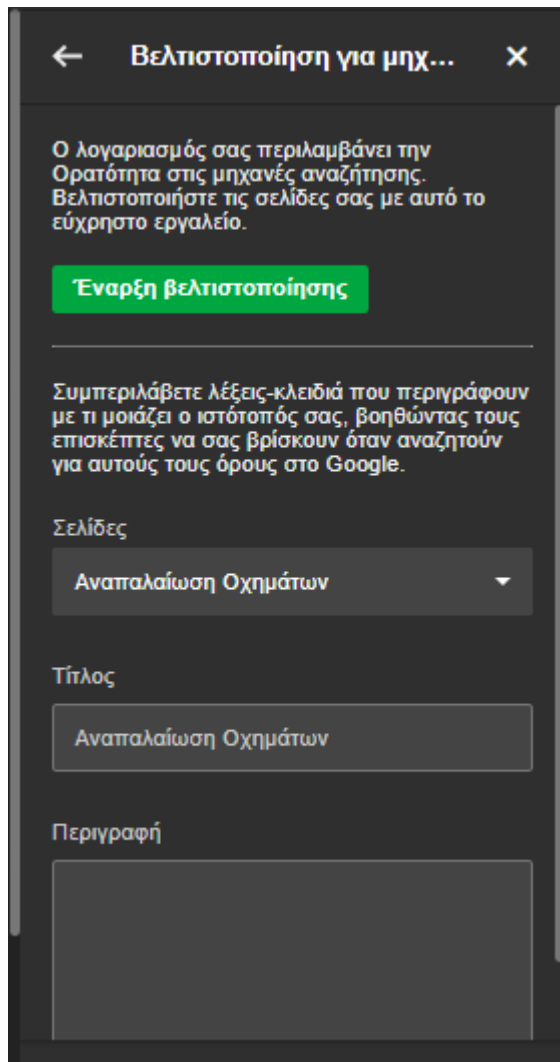 Βελτιστοποίηση για μηχ...
Ο λογαριασμός σας περιλαμβάνει την
Ορατότητα στις μηχανές αναζήτησης.
Βελτιστοποιήστε τις σελίδες σας με αυτό το
εύχρηστο εργαλείο.
Έναρξη βελτιστοποίησης
Συμπεριλάβετε λέξεις-κλειδιά που περιγράφουν
με τι μοιάζει ο ιστότοπός σας, βοηθώντας τους
επισκέπτες να σας βρίσκουν όταν αναζητούν
για αυτούς τους όρους στο Google.
Σελίδες
Αναπαλαίωση Οχημάτων
Τίτλος
Αναπαλαίωση Οχημάτων
Περιγραφή